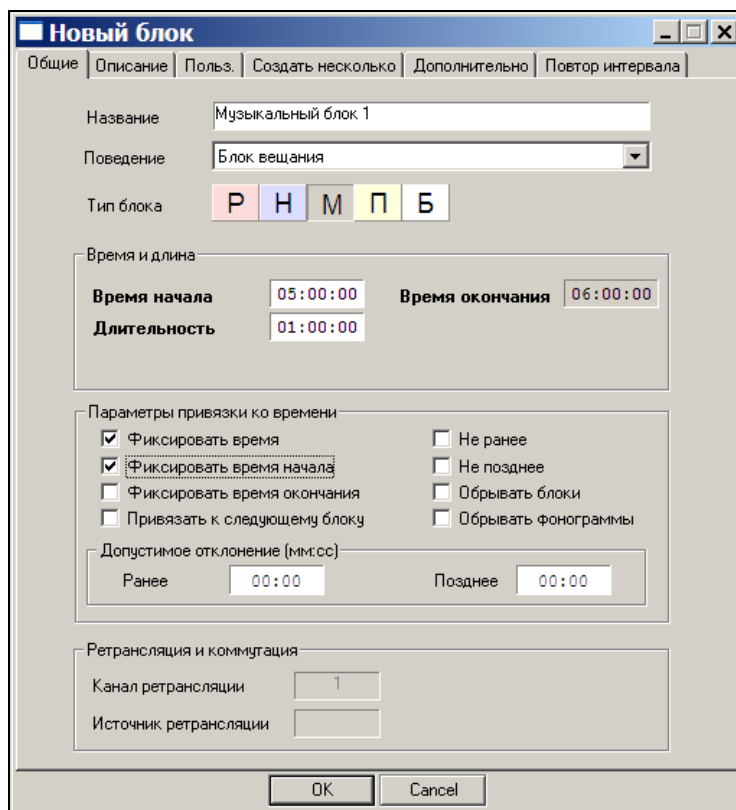 Новый блок
Общие Описание Польз. Создать несколько Дополнительно Повтор интервала
Название Музыкальный блок 1
Поведение Блок вещания
Тип блока Р Н М П Б
Время и длина
Время начала 05:00:00 Время окончания 06:00:00
Длительность 01:00:00
Параметры привязки ко времени
Фиксировать время Не ранее
Фиксировать время начала Не позднее
Фиксировать время окончания Обрывать блоки
Привязать к следующему блоку Обрывать фонограммы
Допустимое отклонение (мм:сс)
Ранее 00:00 Позднее 00:00
Ретрансляция и коммутация
Канал ретрансляции 1
Источник ретрансляции
OK Cancel